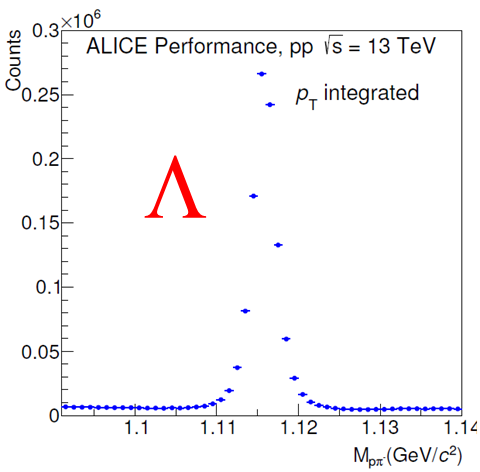 ×10⁶
Counts
0.3
0.25
0.2
0.15
0.1
0.05
0
ALICE Performance, pp √s = 13 TeV
p_T integrated
Λ
1.1 1.11 1.12 1.13 1.14
M_pπ⁻ (GeV/c²)